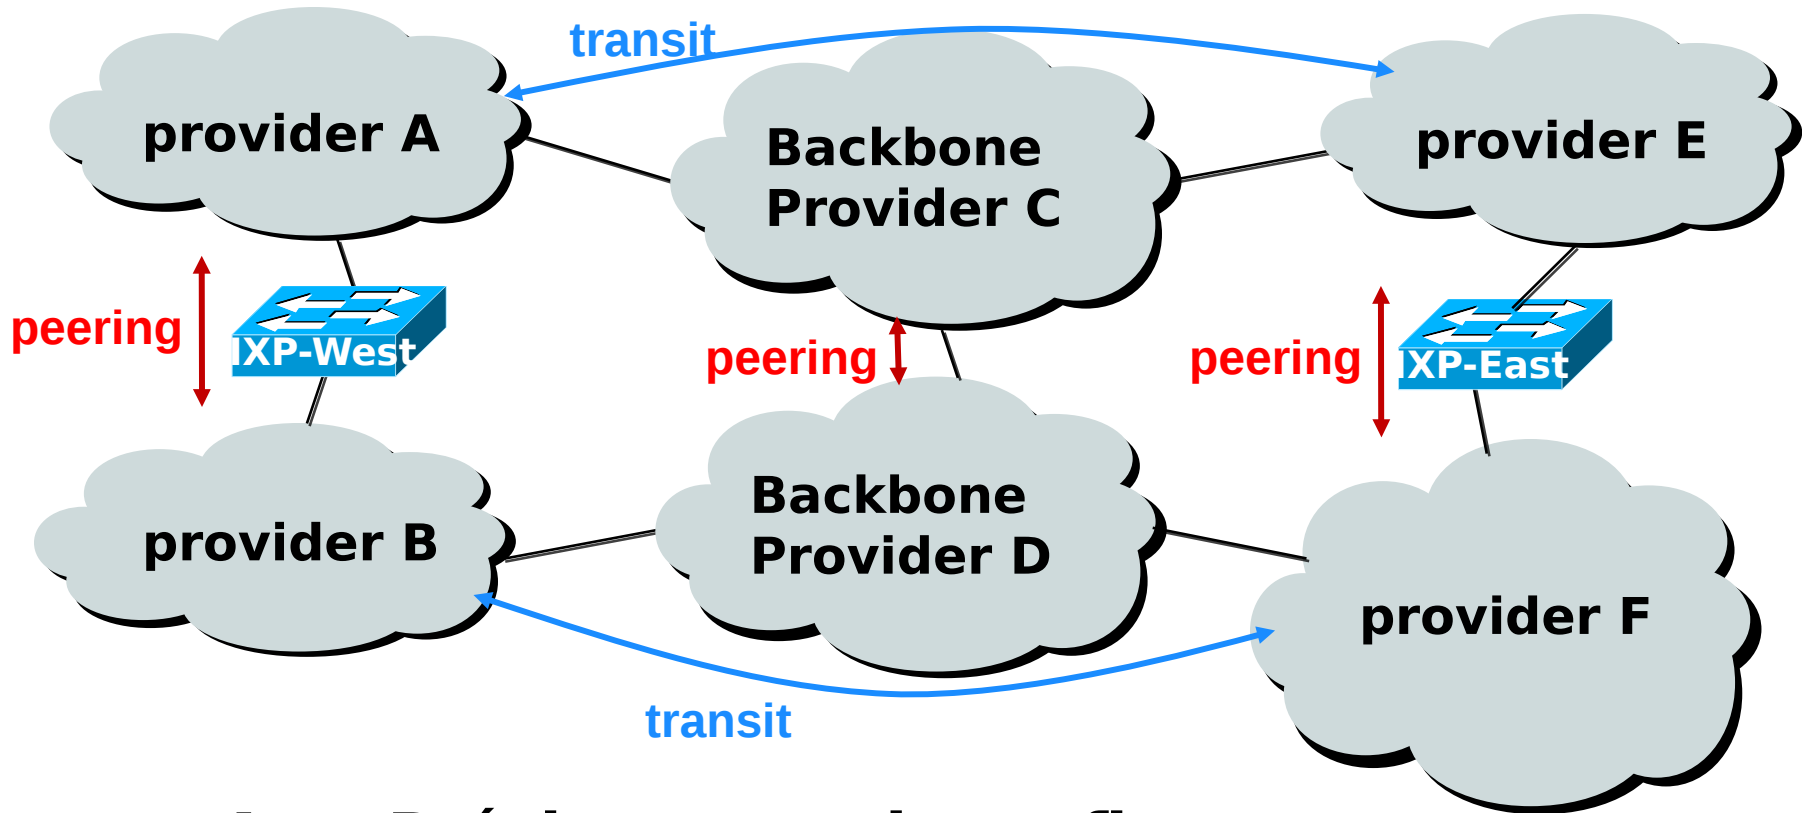 transit
provider A
Backbone
Provider C
provider E
peering
IXP-West
peering
peering
IXP-East
Backbone
Provider D
provider B
provider F
transit